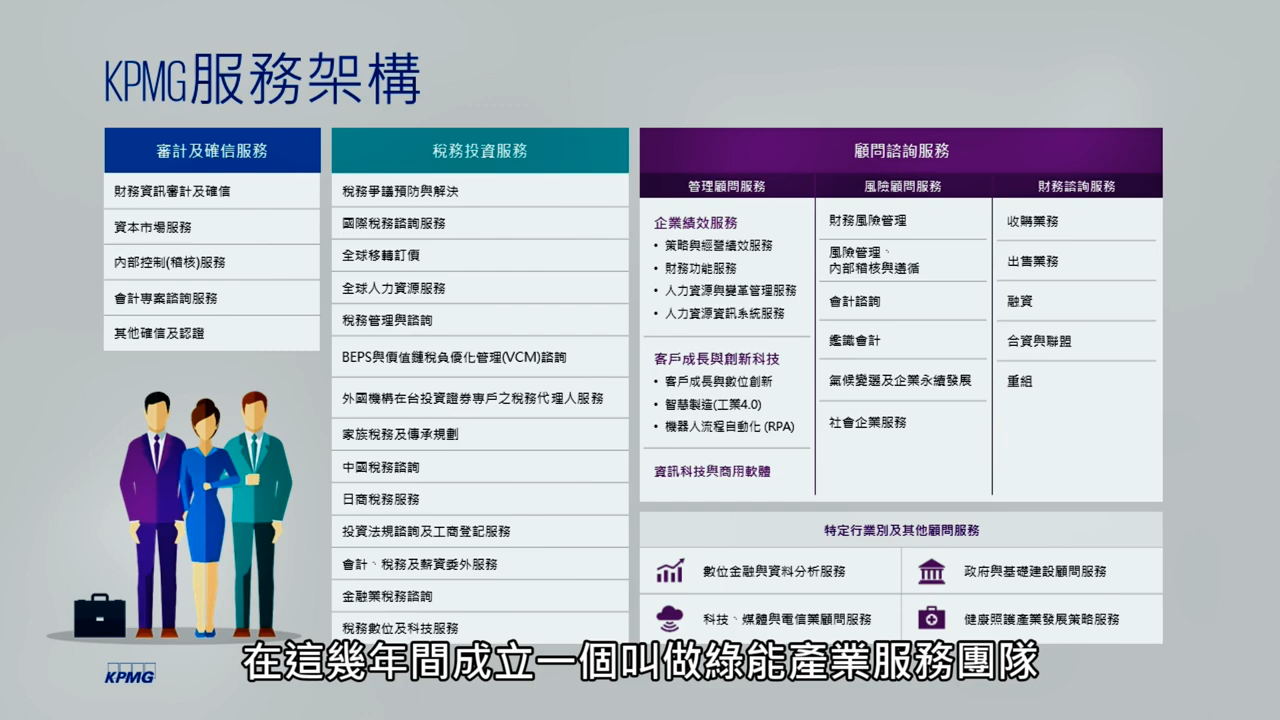 KPMG服務架構
審計及確信服務
財務資訊審計及確信
資本市場服務
內部控制(稽核)服務
會計專案諮詢服務
其他確信及認證
稅務投資服務
稅務爭議預防與解決
國際稅務諮詢服務
全球移轉訂價
全球人力資源服務
稅務管理與諮詢
BEPS與價值鏈稅負優化管理(VCM)諮詢
外國機構在台投資證券專戶之稅務代理人服務
家族稅務及傳承規劃
中國稅務諮詢
日商稅務服務
投資法規諮詢及工商登記服務
會計、稅務及薪資委外服務
金融業稅務諮詢
稅務數位及科技服務
顧問諮詢服務
管理顧問服務
企業績效服務
• 策略與經營績效服務
• 財務功能服務
• 人力資源與變革管理服務
• 人力資源資訊系統服務
客戶成長與創新科技
• 客戶成長與數位創新
• 智慧製造(工業4.0)
• 機器人流程自動化 (RPA)
資訊科技與商用軟體
風險顧問服務
財務風險管理
風險管理、
內部稽核與遵循
會計諮詢
鑑識會計
氣候變遷及企業永續發展
社會企業服務
財務諮詢服務
收購業務
出售業務
融資
合資與聯盟
重組
特定行業別及其他顧問服務
數位金融與資料分析服務
政府與基礎建設顧問服務
科技、媒體與電信業顧問服務
健康照護產業發展策略服務
KPMG
在這幾年間成立一個叫做綠能產業服務團隊